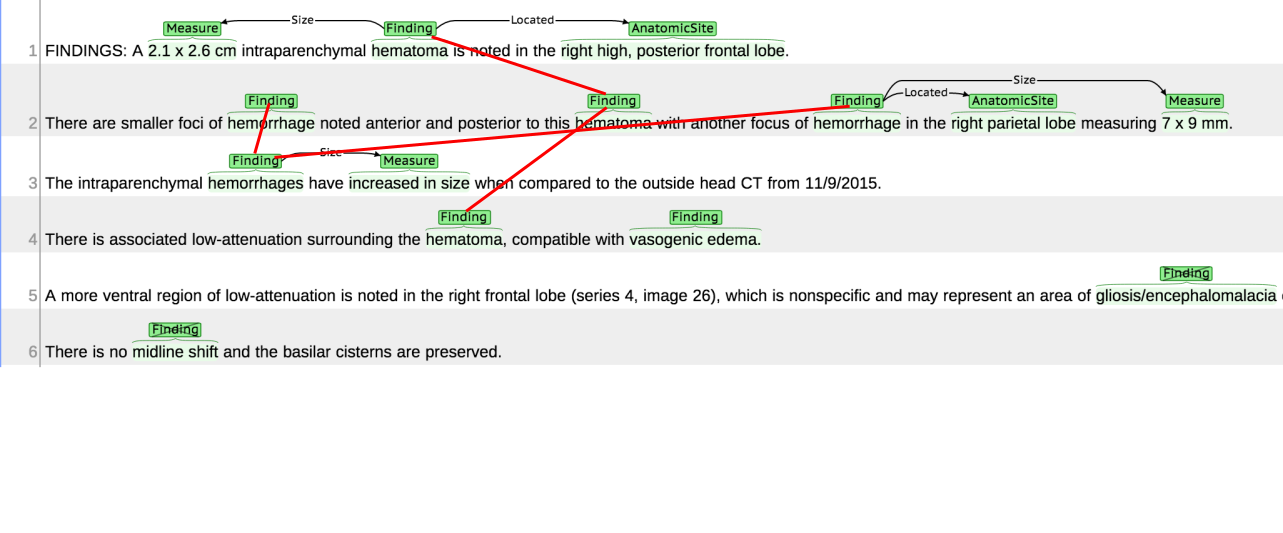 Measure Size Finding Located AnatomicSite
1 FINDINGS: A 2.1 x 2.6 cm intraparenchymal hematoma is noted in the right high, posterior frontal lobe.
Size
Finding Finding Finding Located AnatomicSite Measure
2 There are smaller foci of hemorrhage noted anterior and posterior to this hematoma with another focus of hemorrhage in the right parietal lobe measuring 7 x 9 mm.
Finding Size Measure
3 The intraparenchymal hemorrhages have increased in size when compared to the outside head CT from 11/9/2015.
Finding Finding
4 There is associated low-attenuation surrounding the hematoma, compatible with vasogenic edema.
Finding
5 A more ventral region of low-attenuation is noted in the right frontal lobe (series 4, image 26), which is nonspecific and may represent an area of gliosis/encephalomalacia
Finding
6 There is no midline shift and the basilar cisterns are preserved.